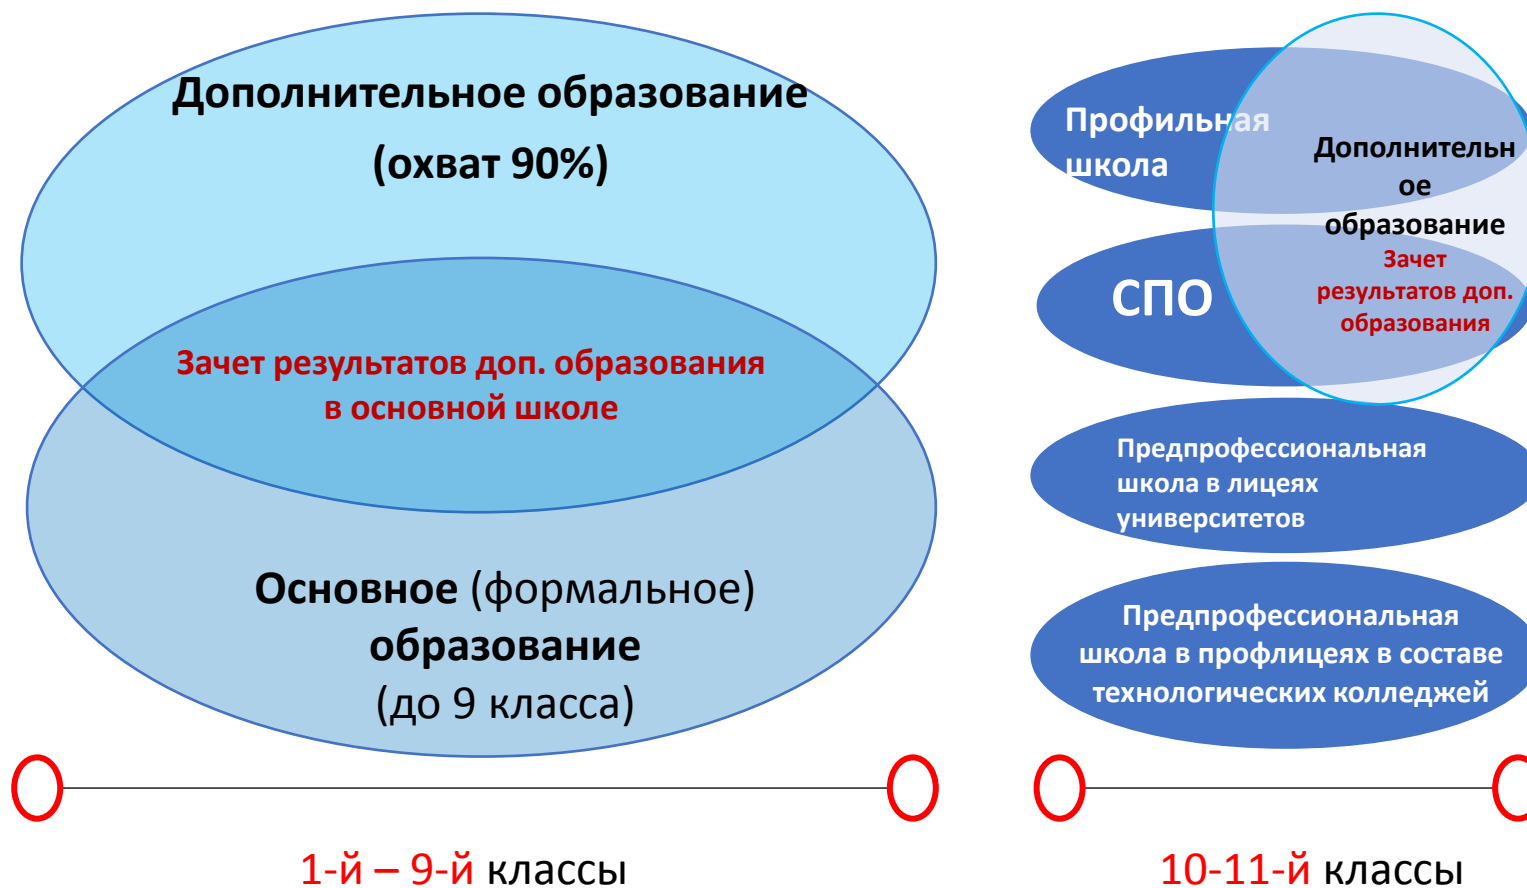 Дополнительное образование
(охват 90%)
Зачет результатов доп. образования
в основной школе
Основное (формальное)
образование
(до 9 класса)
1-й – 9-й классы
Профильная
школа
Дополнительн
ое
образование
Зачет
результатов доп.
образования
СПО
Предпрофессиональная
школа в лицеях
университетов
Предпрофессиональная
школа в профлицеях в составе
технологических колледжей
10-11-й классы